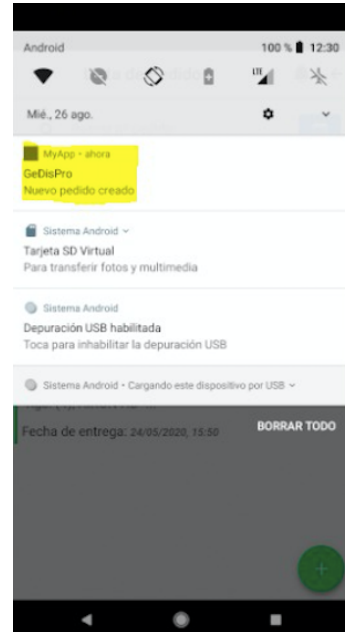 Android 100 % 12:30
LTE
Mié., 26 ago.
MyApp • ahora
GeDisPro
Nuevo pedido creado
Sistema Android
Tarjeta SD Virtual
Para transferir fotos y multimedia
Sistema Android
Depuración USB habilitada
Toca para inhabilitar la depuración USB
Sistema Android • Cargando este dispositivo por USB
Fecha de entrega: 24/05/2020, 15:50
BORRAR TODO